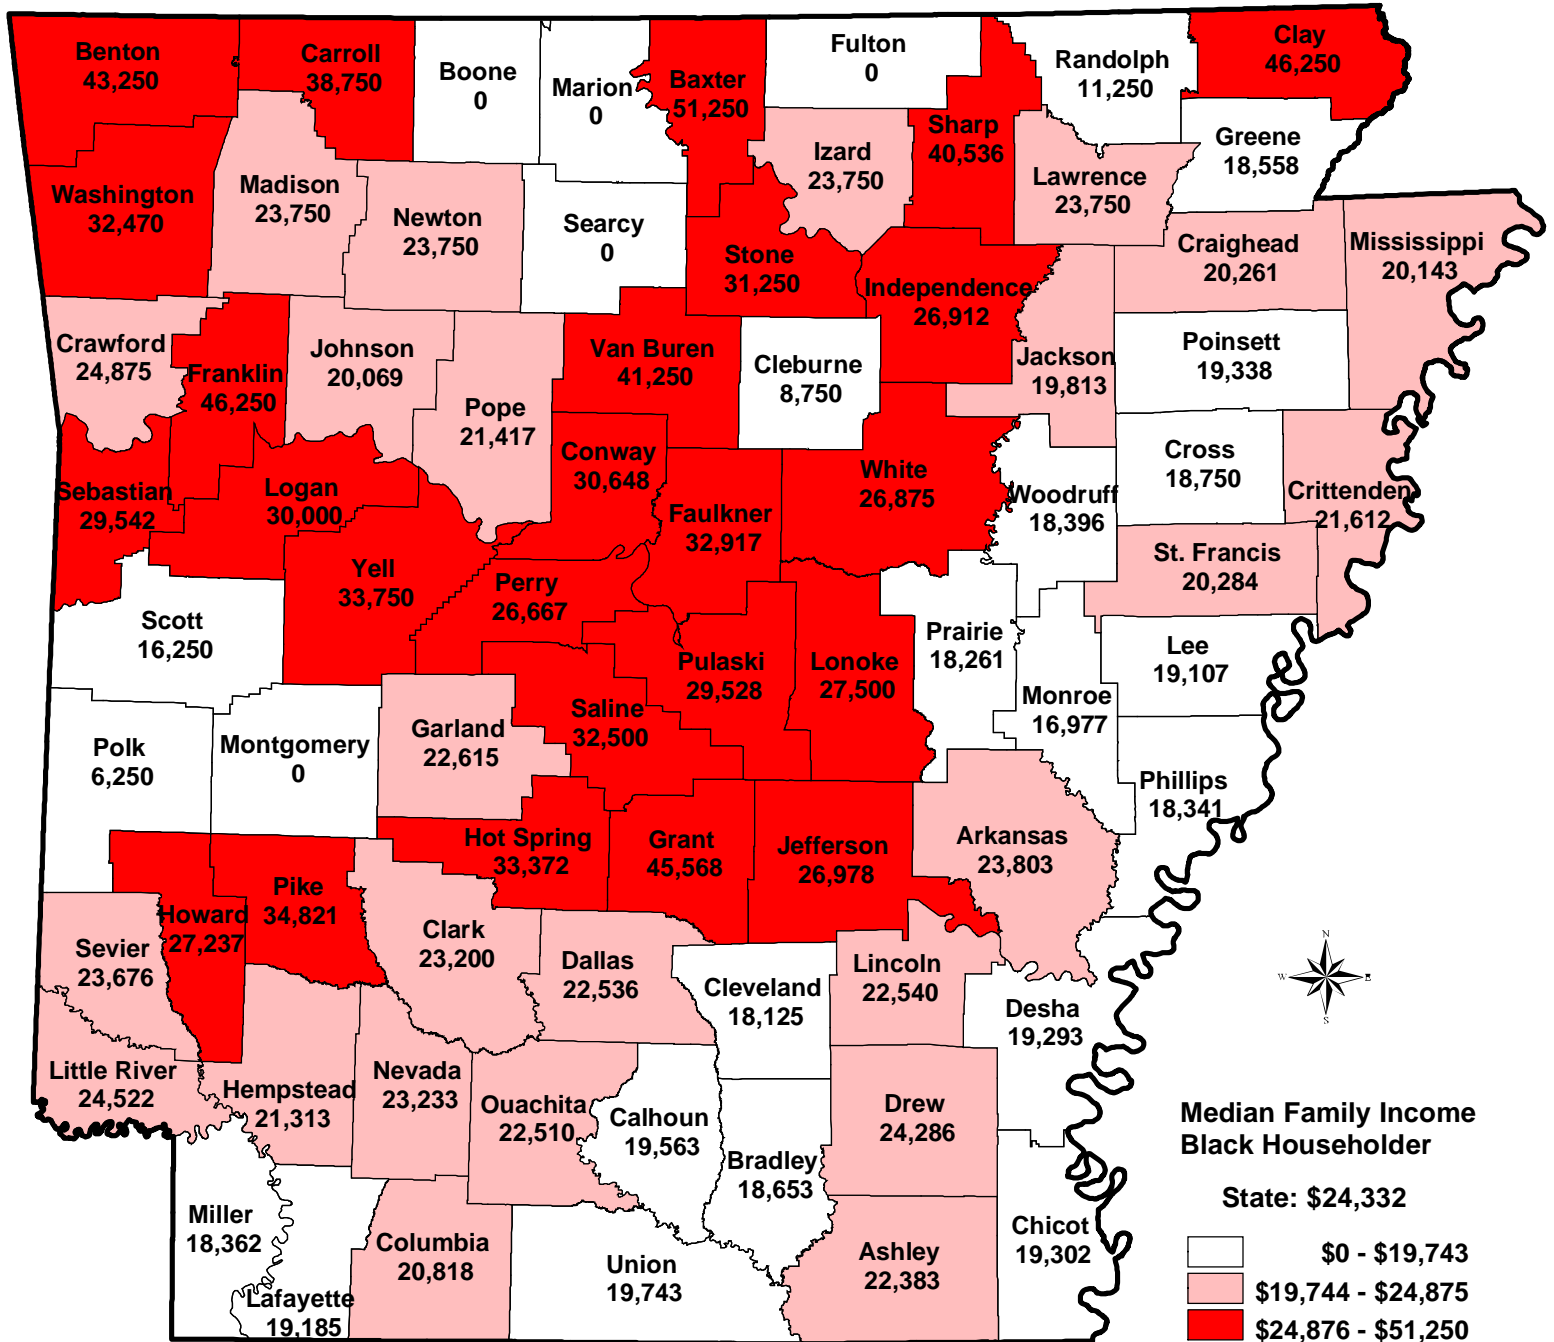 Benton
43,250
Carroll
38,750
Boone
0
Marion
0
Baxter
51,250
Fulton
0
Randolph
11,250
Clay
46,250
Sharp
40,536
Greene
18,558
Izard
23,750
Lawrence
23,750
Washington
32,470
Madison
23,750
Newton
23,750
Searcy
0
Stone
31,250
Independence
26,912
Craighead
20,261
Mississippi
20,143
Crawford
24,875
Franklin
46,250
Johnson
20,069
Pope
21,417
Van Buren
41,250
Cleburne
8,750
Jackson
19,813
Poinsett
19,338
Conway
30,648
White
26,875
Woodruff
18,396
Cross
18,750
Crittenden
21,612
Sebastian
29,542
Logan
30,000
Faulkner
32,917
St. Francis
20,284
Yell
33,750
Perry
26,667
Scott
16,250
Prairie
18,261
Lee
19,107
Pulaski
29,528
Lonoke
27,500
Monroe
16,977
Saline
32,500
Garland
22,615
Polk
6,250
Montgomery
0
Phillips
18,341
Hot Spring
33,372
Grant
45,568
Jefferson
26,978
Arkansas
23,803
Pike
34,821
Howard
27,237
Sevier
23,676
Clark
23,200
Dallas
22,536
Cleveland
18,125
Lincoln
22,540
Desha
19,293
N
W
E
S
Little River
24,522
Hempstead
21,313
Nevada
23,233
Ouachita
22,510
Calhoun
19,563
Bradley
18,653
Drew
24,286
Miller
18,362
Lafayette
19,185
Columbia
20,818
Union
19,743
Ashley
22,383
Chicot
19,302
Median Family Income
Black Householder
State: $24,332
$0 - $19,743
$19,744 - $24,875
$24,876 - $51,250